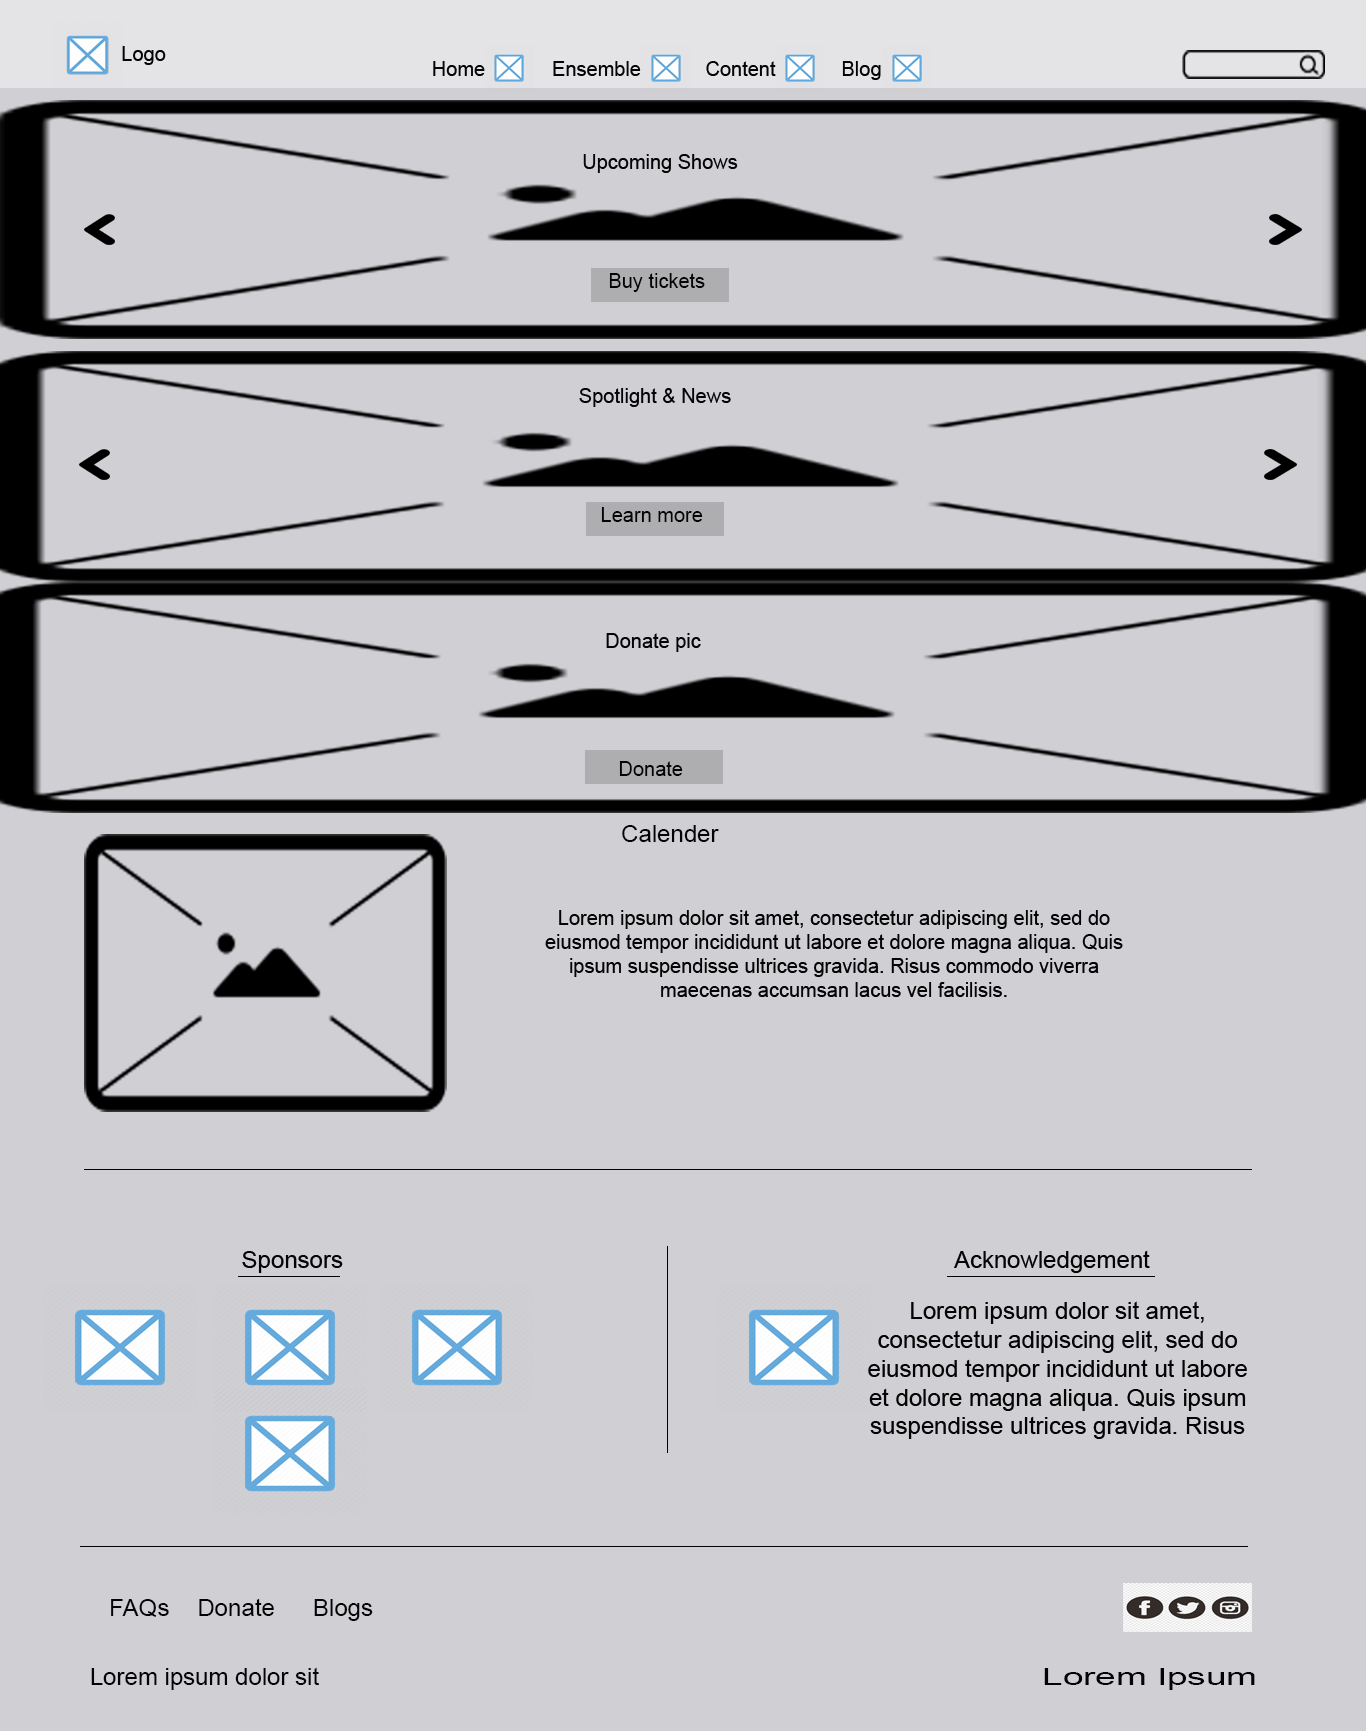 Logo
Home
Ensemble
Content
Blog
Upcoming Shows
Buy tickets
Spotlight & News
Learn more
Donate pic
Donate
Calender
Lorem ipsum dolor sit amet, consectetur adipiscing elit, sed do
eiusmod tempor incididunt ut labore et dolore magna aliqua. Quis
ipsum suspendisse ultrices gravida. Risus commodo viverra
maecenas accumsan lacus vel facilisis.
Sponsors
Acknowledgement
Lorem ipsum dolor sit amet,
consectetur adipiscing elit, sed do
eiusmod tempor incididunt ut labore
et dolore magna aliqua. Quis ipsum
suspendisse ultrices gravida. Risus
FAQs
Donate
Blogs
Lorem ipsum dolor sit
Lorem Ipsum